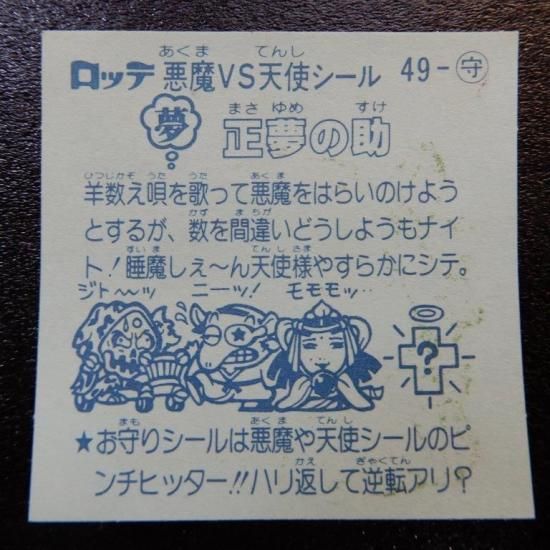 ロッテ 悪魔VS天使シール 49-守
あくま てんし
夢 正夢の助
まさ ゆめ すけ
ひつじかぞ うた うた あくま
羊数え唄を歌って悪魔をはらいのけよう
かず まちが
とするが、数を間違いどうしようもナイ
すいま てんしさま
ト!睡魔しぇ〜ん天使様やすらかにシテ。
ジト〜ッ ニーッ! モモモッ…
?
まも あくま てんし
★お守りシールは悪魔や天使シールのピ
かえ ぎゃくてん
ンチヒッター!!ハリ返して逆転アリ?